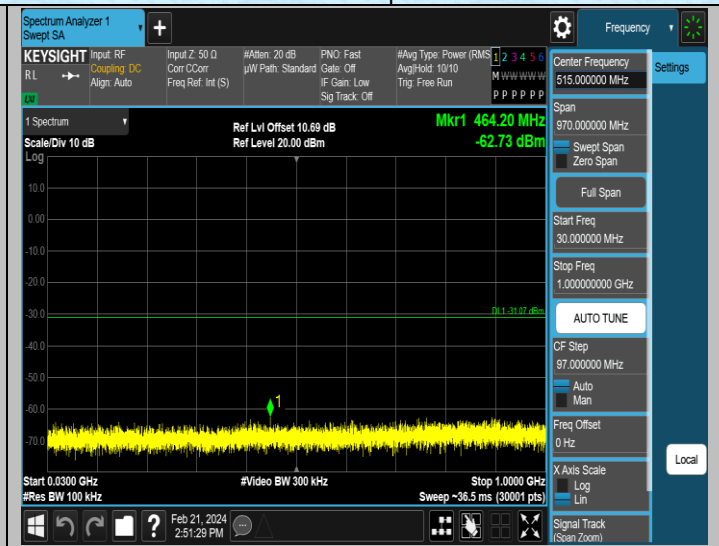 Spectrum Analyzer 1
Swept SA
+
Frequency
KEYSIGHT
RL
LXI
Input: RF
Coupling: DC
Align: Auto
Input Z: 50 Ω
Corr CCorr
Freq Ref: Int (S)
#Atten: 20 dB
µW Path: Standard
PNO: Fast
Gate: Off
IF Gain: Low
Sig Track: Off
#Avg Type: Power (RMS
Avg|Hold: 10/10
Trig: Free Run
1 2 3 4 5 6
M W W W W W
P P P P P P
1 Spectrum
Scale/Div 10 dB
Log
Ref Lvl Offset 10.69 dB
Ref Level 20.00 dBm
Mkr1 464.20 MHz
-62.73 dBm
10.0
0.00
-10.0
-20.0
-30.0
DL1 -31.07 dBm
-40.0
-50.0
-60.0
1
-70.0
Start 0.0300 GHz
#Res BW 100 kHz
#Video BW 300 kHz
Stop 1.0000 GHz
Sweep ~36.5 ms (30001 pts)
?
Feb 21, 2024
2:51:29 PM
Center Frequency
515.000000 MHz
Span
970.000000 MHz
Swept Span
Zero Span
Full Span
Start Freq
30.000000 MHz
Stop Freq
1.000000000 GHz
AUTO TUNE
CF Step
97.000000 MHz
Auto
Man
Freq Offset
0 Hz
X Axis Scale
Log
Lin
Signal Track
(Span Zoom)
Settings
Local